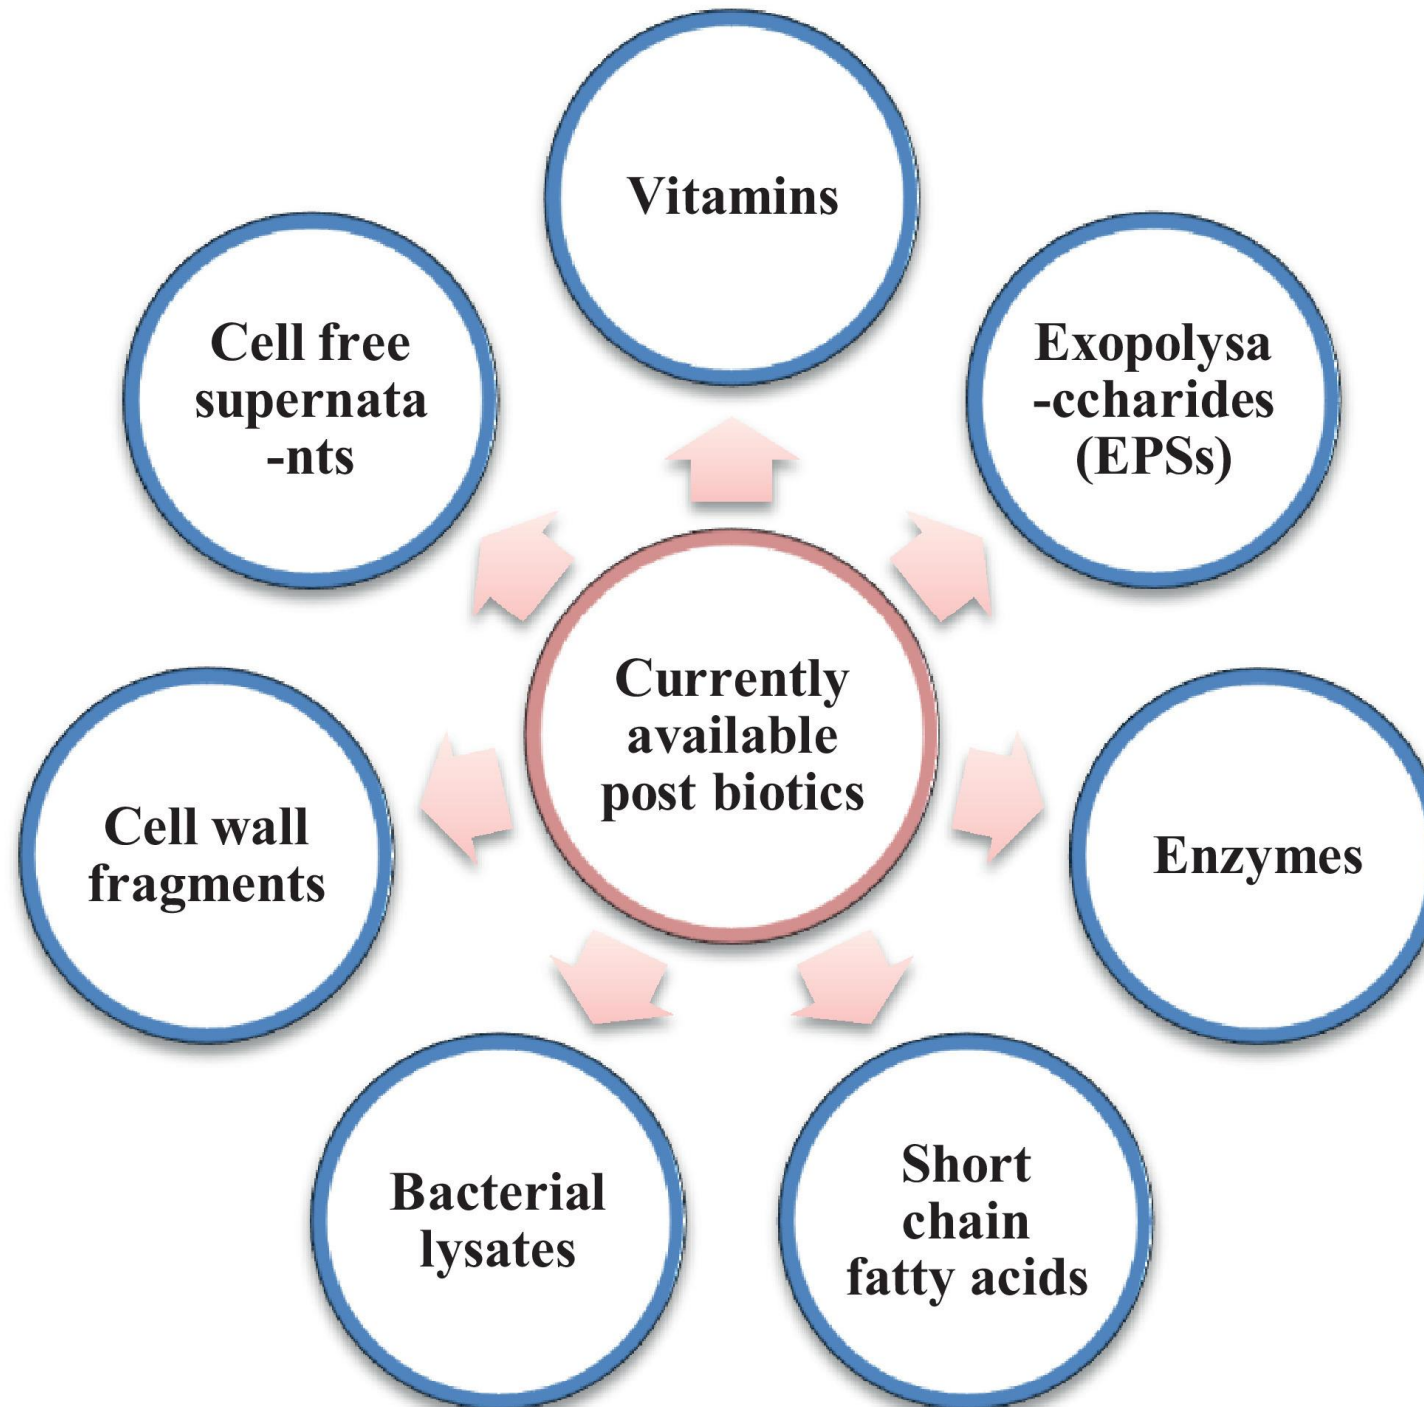 Vitamins
Exopolysa
-ccharides
(EPSs)
Enzymes
Short
chain
fatty acids
Bacterial
lysates
Cell wall
fragments
Cell free
supernata
-nts
Currently
available
post biotics